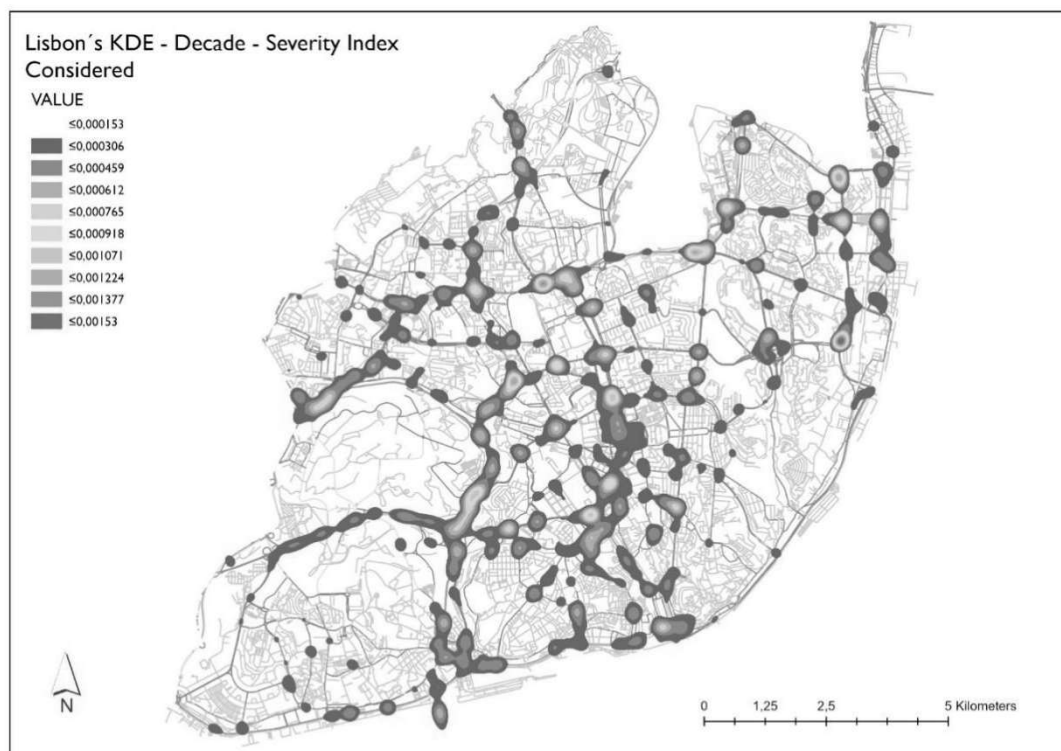 Lisbon´s KDE - Decade - Severity Index
Considered
VALUE
≤0,000153
≤0,000306
≤0,000459
≤0,000612
≤0,000765
≤0,000918
≤0,001071
≤0,001224
≤0,001377
≤0,00153
N
0 1,25 2,5 5 Kilometers